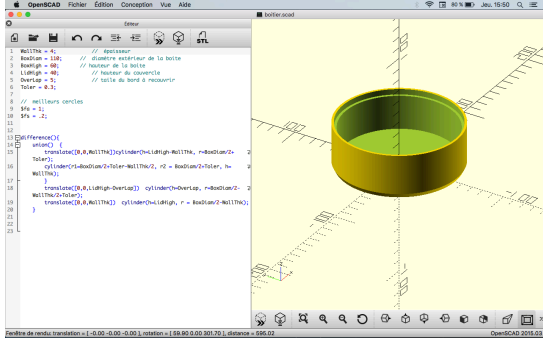 OpenSCAD Fichier Édition Conception Vue Aide 80 % Jeu. 16:50
boitier.scad
Éditeur
STL
1 WallThk = 4; // épaisseur
2 BoxDiam = 110; // diamètre extérieur de la boite
3 BoxHigh = 60; // hauteur de la boite
4 LidHigh = 40; // hauteur du couvercle
5 OverLap = 5; // taile du bord à recouvrir
6 Toler = 0.3;
7
8 // meilleurs cercles
9 $fa = 1;
10 $fs = .2;
11
12
13 difference(){
14 union() {
15 translate([0,0,WallThk])cylinder(h=LidHigh-WallThk, r=BoxDiam/2+
Toler);
16 cylinder(r1=BoxDiam/2+Toler-WallThk/2, r2 = BoxDiam/2+Toler, h=
WallThk);
17 }
18 translate([0,0,LidHigh-OverLap]) cylinder(h=OverLap, r=BoxDiam/2-
WallThk/2+Toler);
19 translate([0,0,WallThk]) cylinder(h=LidHigh, r = BoxDiam/2-WallThk);
20 }
21
22
23
Fenêtre de rendu: translation = [ -0.00 -0.00 -0.00 ], rotation = [ 59.90 0.00 301.70 ], distance = 595.02
OpenSCAD 2015.03